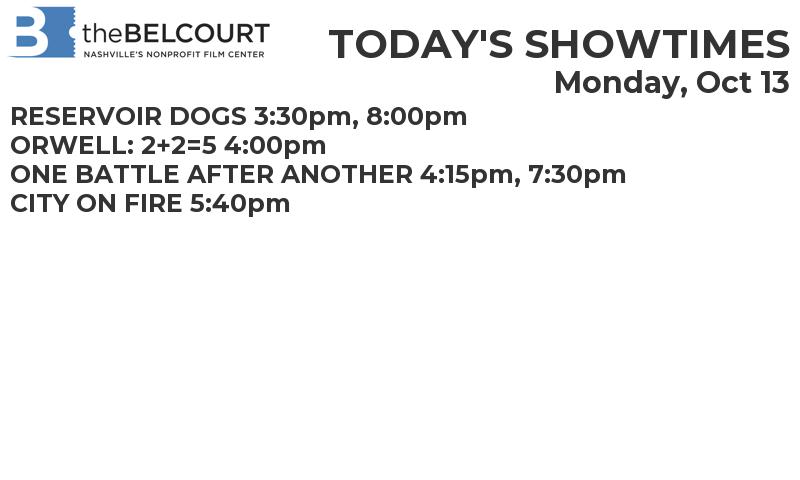 B theBELCOURT
NASHVILLE'S NONPROFIT FILM CENTER
TODAY'S SHOWTIMES
Monday, Oct 13
RESERVOIR DOGS 3:30pm, 8:00pm
ORWELL: 2+2=5 4:00pm
ONE BATTLE AFTER ANOTHER 4:15pm, 7:30pm
CITY ON FIRE 5:40pm